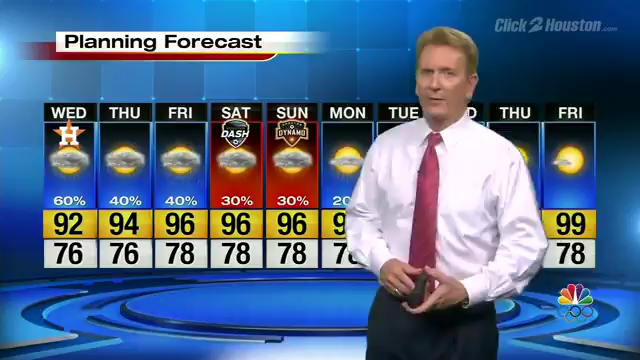 Click2Houston.com
Planning Forecast
WED THU FRI SAT SUN MON TUE THU FRI
DASH DYNAMO
60% 40% 40% 30% 30%
92 94 96 96 96 99
76 76 78 78 78 78